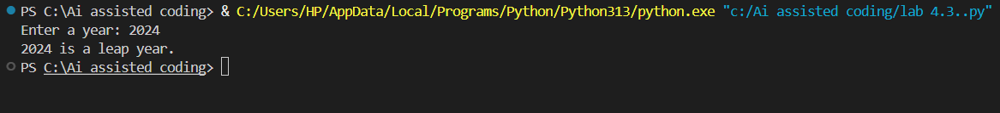 PS C:\Ai assisted coding> & C:/Users/HP/AppData/Local/Programs/Python/Python313/python.exe "c:/Ai assisted coding/lab 4.3..py"
Enter a year: 2024
2024 is a leap year.
PS C:\Ai assisted coding>